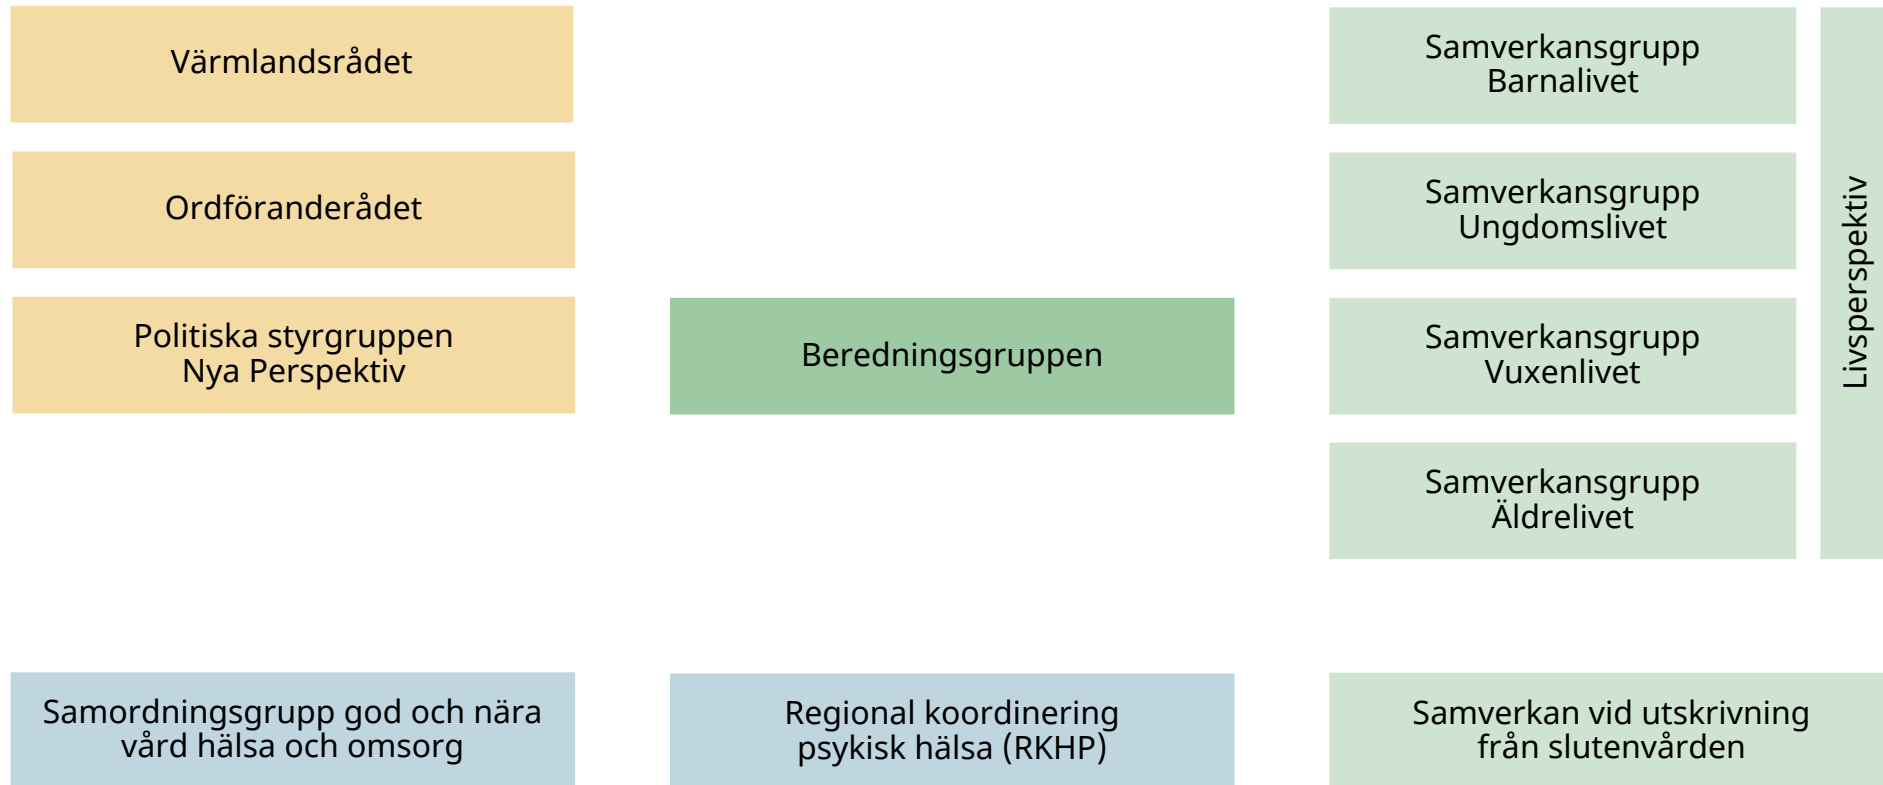 Värmlandsrådet
Ordföranderådet
Politiska styrgruppen
Nya Perspektiv
Beredningsgruppen
Samverkansgrupp
Barnalivet
Samverkansgrupp
Ungdomslivet
Samverkansgrupp
Vuxenlivet
Samverkansgrupp
Äldrelivet
Livsperspektiv
Samordningsgrupp god och nära
vård hälsa och omsorg
Regional koordinering
psykisk hälsa (RKHP)
Samverkan vid utskrivning
från slutenvården